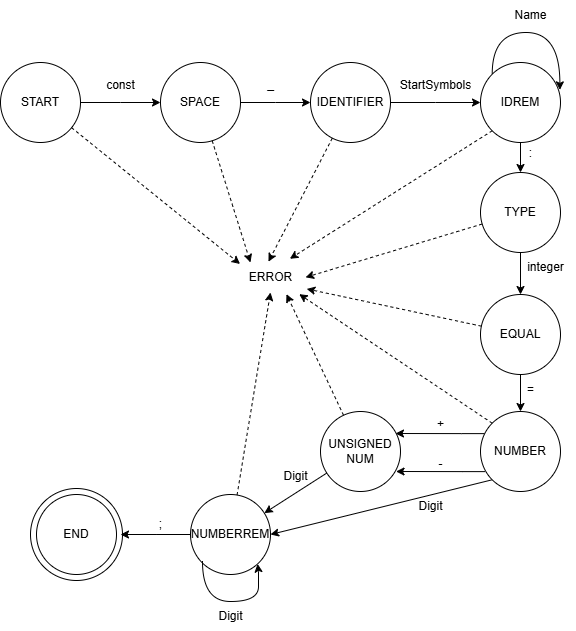 Name
const
_
StartSymbols
START
SPACE
IDENTIFIER
IDREM
:
TYPE
integer
ERROR
EQUAL
=
+
UNSIGNED
NUM
NUMBER
-
Digit
Digit
;
END
NUMBERREM
Digit